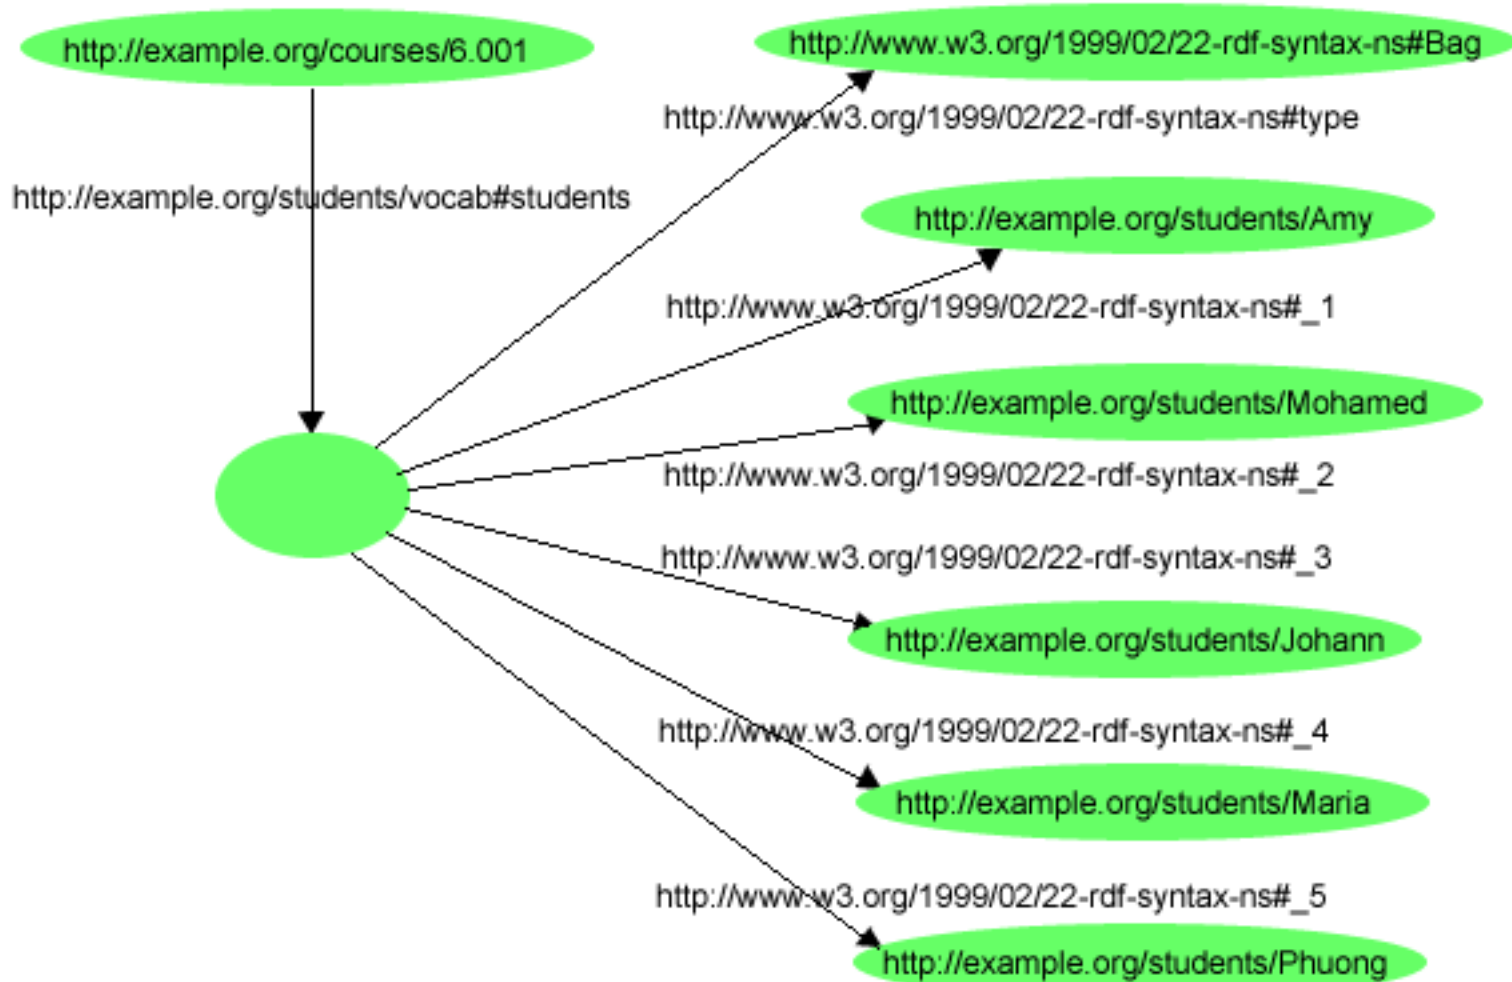 http://example.org/courses/6.001
http://www.w3.org/1999/02/22-rdf-syntax-ns#Bag
http://www.w3.org/1999/02/22-rdf-syntax-ns#type
http://example.org/students/vocab#students
http://example.org/students/Amy
http://www.w3.org/1999/02/22-rdf-syntax-ns#_1
http://example.org/students/Mohamed
http://www.w3.org/1999/02/22-rdf-syntax-ns#_2
http://www.w3.org/1999/02/22-rdf-syntax-ns#_3
http://example.org/students/Johann
http://www.w3.org/1999/02/22-rdf-syntax-ns#_4
http://example.org/students/Maria
http://www.w3.org/1999/02/22-rdf-syntax-ns#_5
http://example.org/students/Phuong